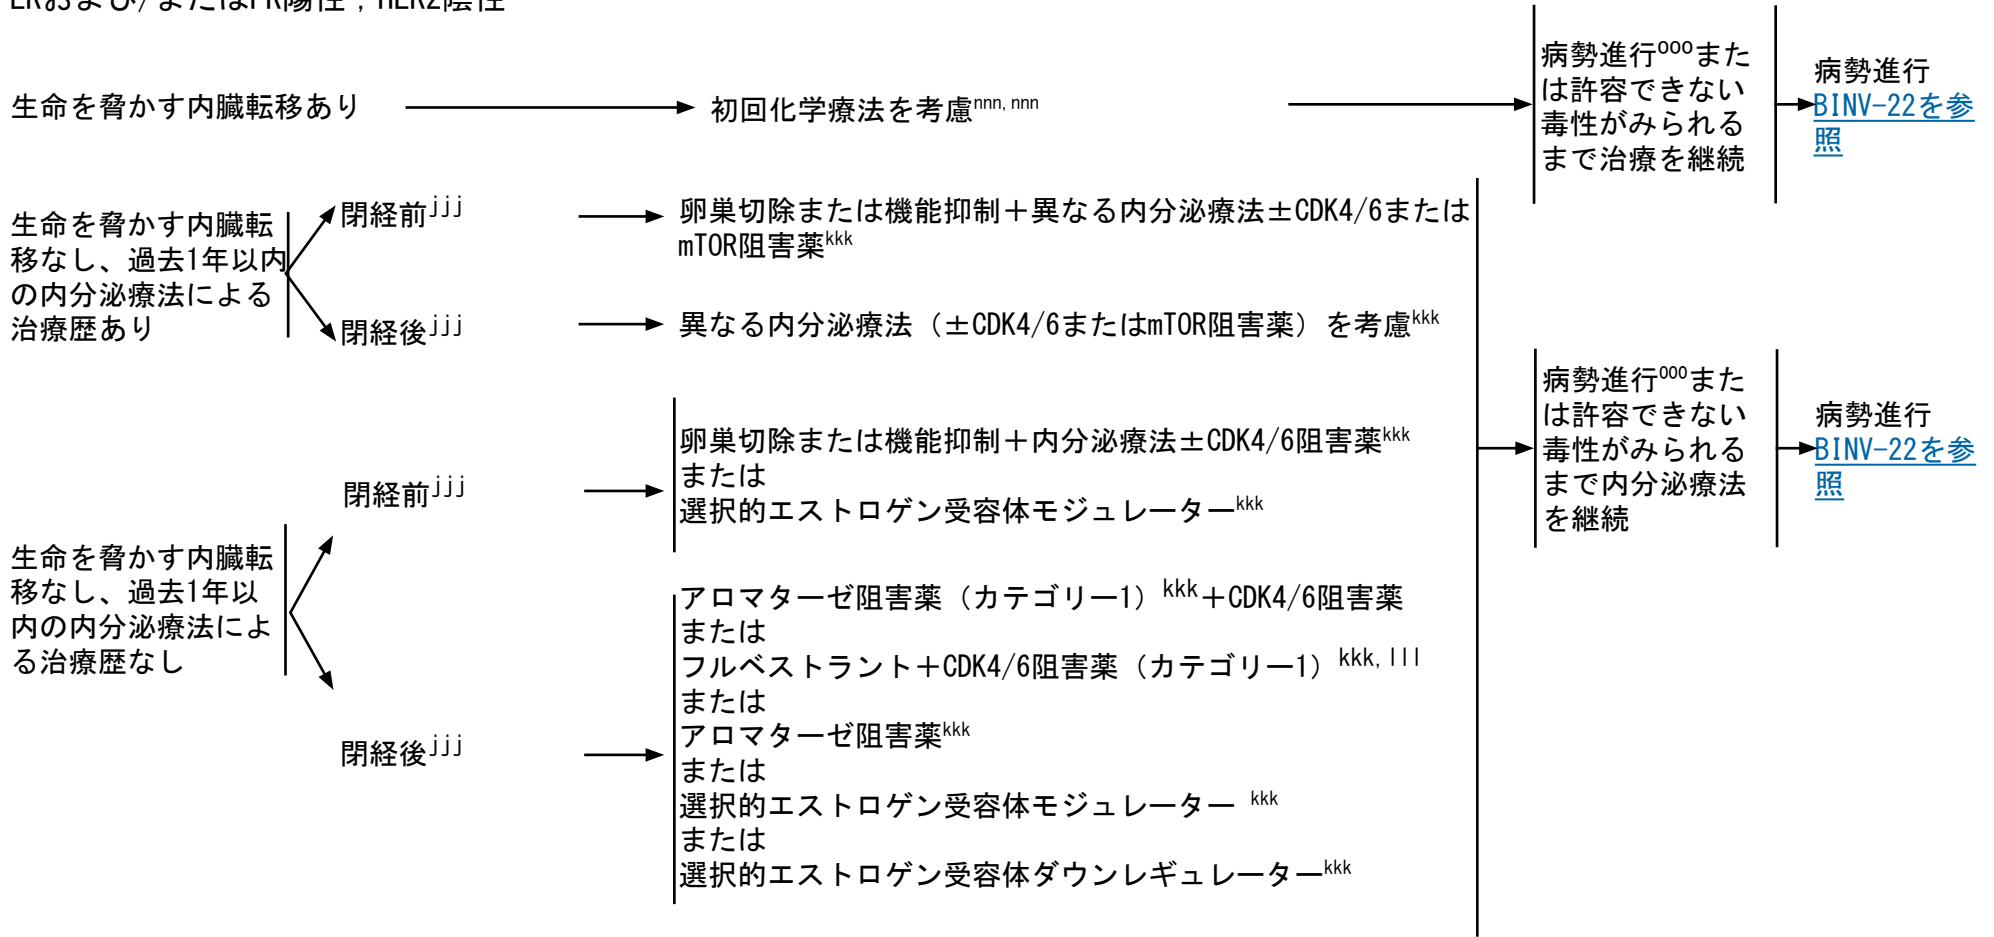 ERおよび/またはPR陽性；HER2陰性
生命を脅かす内臓転移あり
初回化学療法を考慮nnn, nnn
病勢進行oooまた
は許容できない
毒性がみられる
まで治療を継続
病勢進行
BINV-22を参
照
生命を脅かす内臓転
移なし、過去1年以内
の内分泌療法による
治療歴あり
閉経前jjj
卵巣切除または機能抑制＋異なる内分泌療法±CDK4/6または
mTOR阻害薬kkk
閉経後jjj
異なる内分泌療法（±CDK4/6またはmTOR阻害薬）を考慮kkk
生命を脅かす内臓転
移なし、過去1年以
内の内分泌療法によ
る治療歴なし
閉経前jjj
卵巣切除または機能抑制＋内分泌療法±CDK4/6阻害薬kkk
または
選択的エストロゲン受容体モジュレーターkkk
閉経後jjj
アロマターゼ阻害薬（カテゴリー1）kkk＋CDK4/6阻害薬
または
フルベストラント＋CDK4/6阻害薬（カテゴリー1）kkk, lll
または
アロマターゼ阻害薬kkk
または
選択的エストロゲン受容体モジュレーター kkk
または
選択的エストロゲン受容体ダウンレギュレーターkkk
病勢進行oooまた
は許容できない
毒性がみられる
まで内分泌療法
を継続
病勢進行
BINV-22を参
照